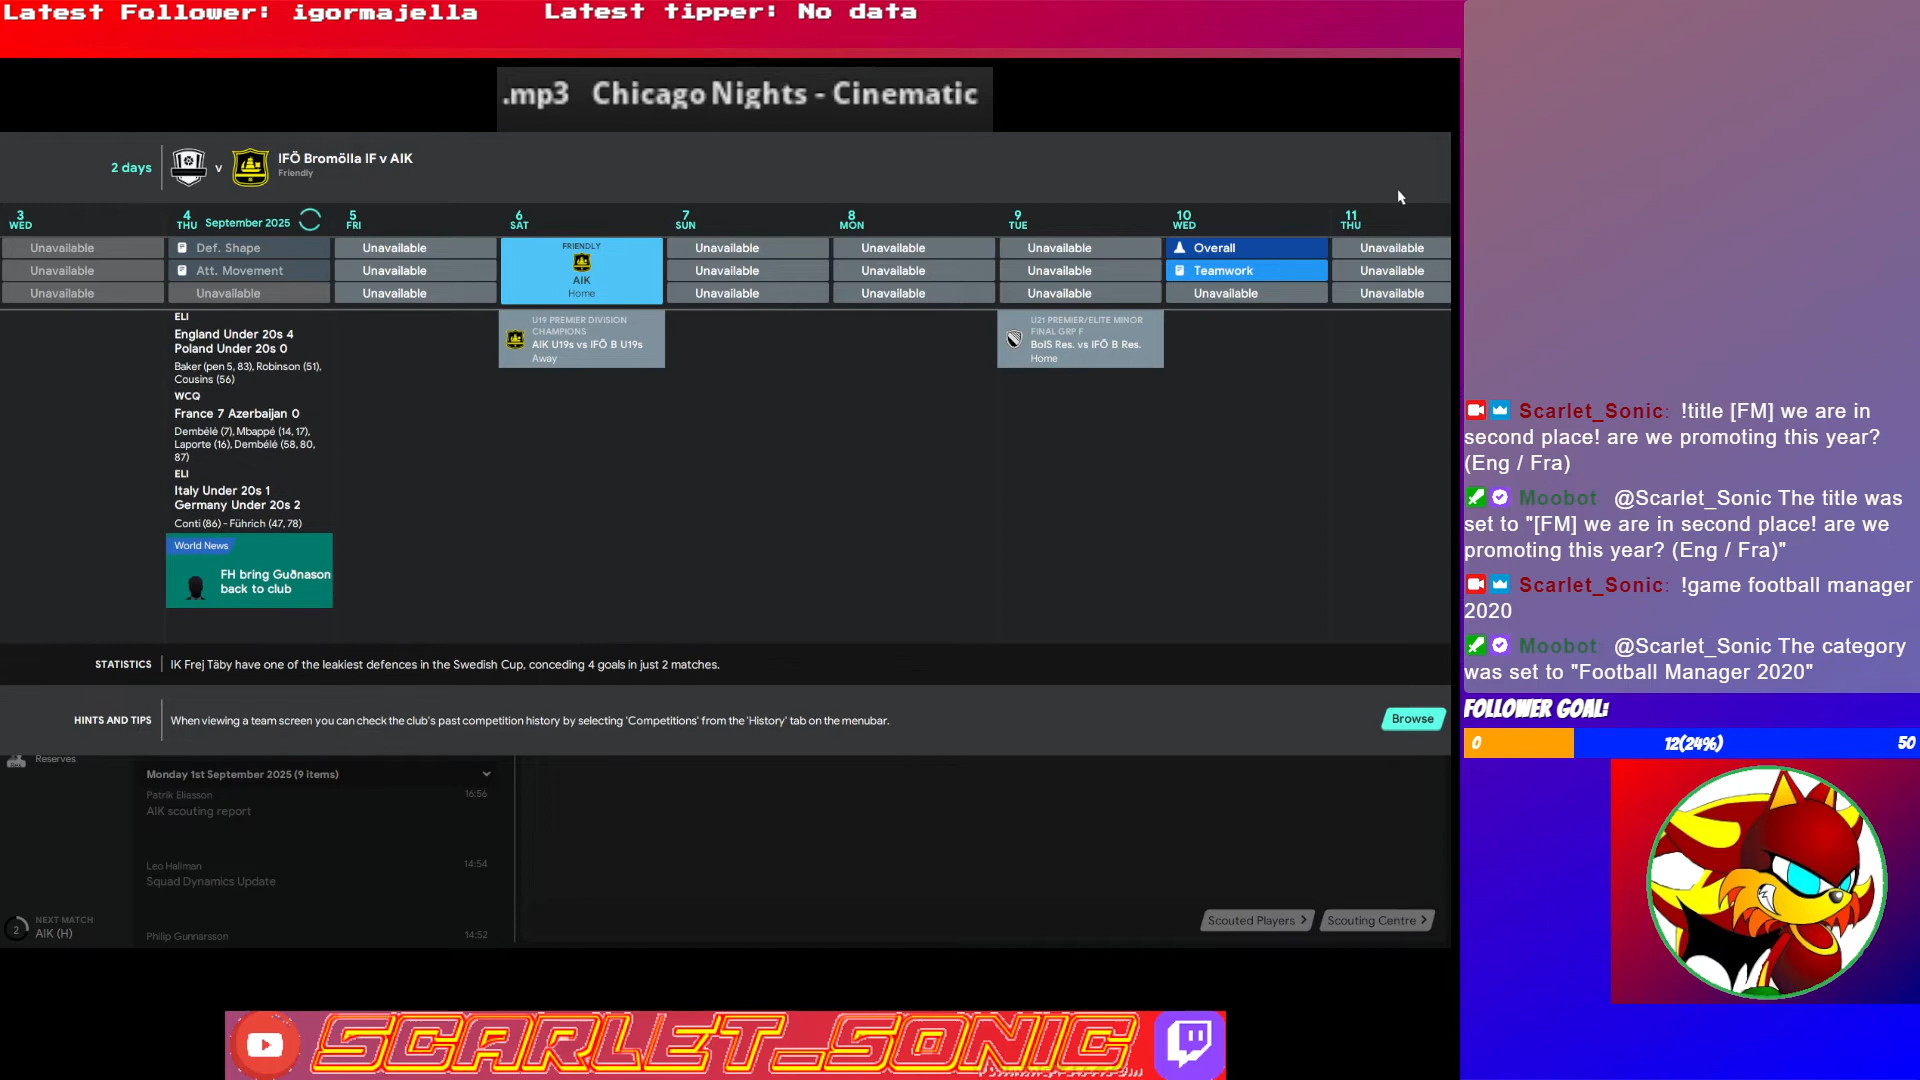 Latest Follower: igormajella
Latest tipper: No data
.mp3 Chicago Nights - Cinematic
2 days
v
IFÖ Bromölla IF v AIK
Friendly
3
WED
4
THU
September 2025
5
FRI
6
SAT
7
SUN
8
MON
9
TUE
10
WED
11
THU
Unavailable
Def. Shape
Unavailable
FRIENDLY
Unavailable
Unavailable
Unavailable
Overall
Unavailable
Unavailable
Att. Movement
Unavailable
AIK
Unavailable
Unavailable
Unavailable
Teamwork
Unavailable
Unavailable
Unavailable
Unavailable
Home
Unavailable
Unavailable
Unavailable
Unavailable
Unavailable
ELI
England Under 20s 4
Poland Under 20s 0
Baker (pen 5, 83), Robinson (51),
Cousins (56)
WCQ
France 7 Azerbaijan 0
Dembélé (7), Mbappé (14, 17),
Laporte (16), Dembélé (58, 80,
87)
ELI
Italy Under 20s 1
Germany Under 20s 2
Conti (86) - Führich (47, 78)
World News
FH bring Guðnason
back to club
U19 PREMIER DIVISION
CHAMPIONS
AIK U19s vs IFÖ B U19s
Away
U21 PREMIER/ELITE MINOR
FINAL GRP F
BoIS Res. vs IFÖ B Res.
Home
STATISTICS
IK Frej Täby have one of the leakiest defences in the Swedish Cup, conceding 4 goals in just 2 matches.
HINTS AND TIPS
When viewing a team screen you can check the club's past competition history by selecting 'Competitions' from the 'History' tab on the menubar.
Browse
Reserves
Monday 1st September 2025 (9 items)
Patrik Eliasson
16:56
AIK scouting report
Leo Hallman
14:54
Squad Dynamics Update
Philip Gunnarsson
14:52
2
NEXT MATCH
AIK (H)
Scouted Players >
Scouting Centre >
Scarlet_Sonic: !title [FM] we are in
second place! are we promoting this year?
(Eng / Fra)
Moobot: @Scarlet_Sonic The title was
set to "[FM] we are in second place! are we
promoting this year? (Eng / Fra)"
Scarlet_Sonic: !game football manager
2020
Moobot: @Scarlet_Sonic The category
was set to "Football Manager 2020"
FOLLOWER GOAL:
0
12(24%)
50
SCARLET_SONIC